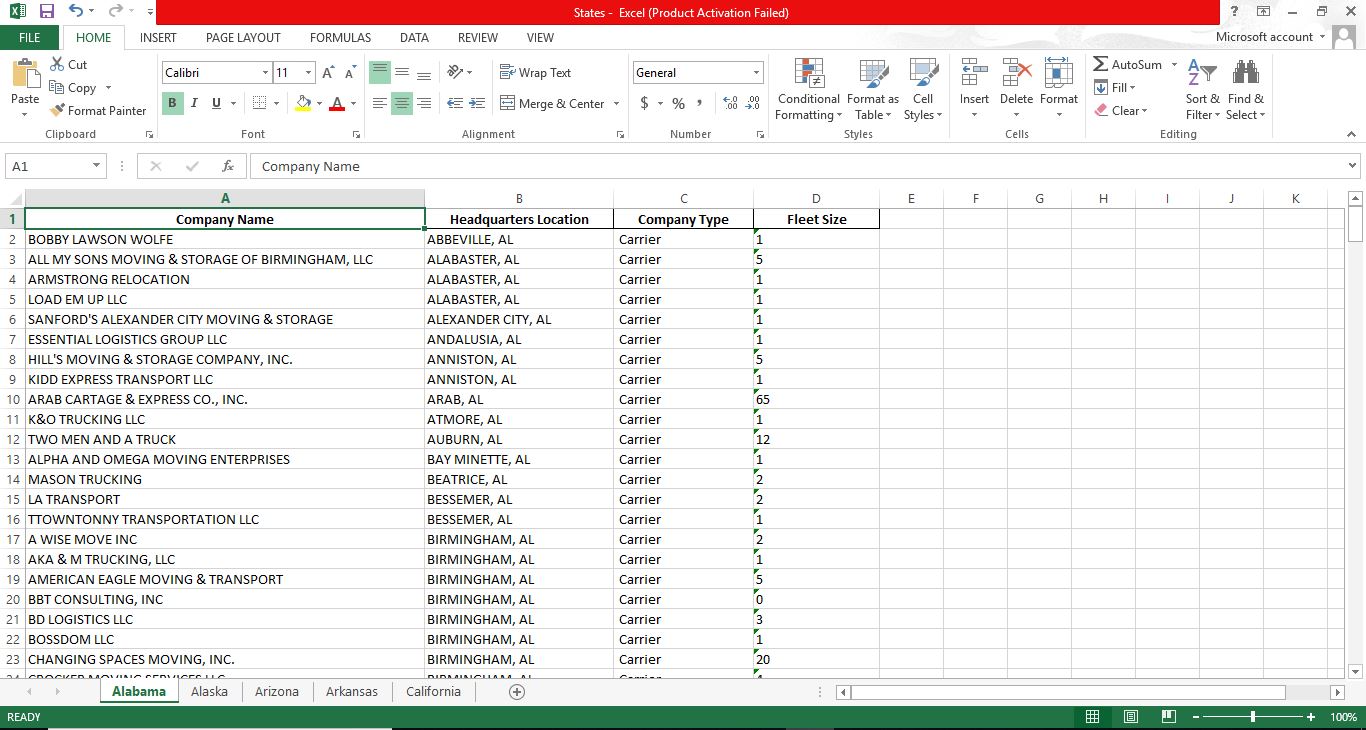 States - Excel (Product Activation Failed)
FILE HOME INSERT PAGE LAYOUT FORMULAS DATA REVIEW VIEW Microsoft account
Paste Cut Copy Format Painter
Calibri 11
B I U A
Wrap Text
Merge & Center
General
$ % ,
Conditional Formatting Format as Table Cell Styles
Insert Delete Format
AutoSum Fill Clear
Sort & Filter Find & Select
Clipboard Font Alignment Number Styles Cells Editing
A1 fx Company Name
A B C D E F G H I J K
1 Company Name Headquarters Location Company Type Fleet Size
2 BOBBY LAWSON WOLFE ABBEVILLE, AL Carrier 1
3 ALL MY SONS MOVING & STORAGE OF BIRMINGHAM, LLC ALABASTER, AL Carrier 5
4 ARMSTRONG RELOCATION ALABASTER, AL Carrier 1
5 LOAD EM UP LLC ALABASTER, AL Carrier 1
6 SANFORD'S ALEXANDER CITY MOVING & STORAGE ALEXANDER CITY, AL Carrier 1
7 ESSENTIAL LOGISTICS GROUP LLC ANDALUSIA, AL Carrier 1
8 HILL'S MOVING & STORAGE COMPANY, INC. ANNISTON, AL Carrier 5
9 KIDD EXPRESS TRANSPORT LLC ANNISTON, AL Carrier 1
10 ARAB CARTAGE & EXPRESS CO., INC. ARAB, AL Carrier 65
11 K&O TRUCKING LLC ATMORE, AL Carrier 1
12 TWO MEN AND A TRUCK AUBURN, AL Carrier 12
13 ALPHA AND OMEGA MOVING ENTERPRISES BAY MINETTE, AL Carrier 1
14 MASON TRUCKING BEATRICE, AL Carrier 2
15 LA TRANSPORT BESSEMER, AL Carrier 2
16 TTOWNTONNY TRANSPORTATION LLC BESSEMER, AL Carrier 1
17 A WISE MOVE INC BIRMINGHAM, AL Carrier 2
18 AKA & M TRUCKING, LLC BIRMINGHAM, AL Carrier 1
19 AMERICAN EAGLE MOVING & TRANSPORT BIRMINGHAM, AL Carrier 5
20 BBT CONSULTING, INC BIRMINGHAM, AL Carrier 0
21 BD LOGISTICS LLC BIRMINGHAM, AL Carrier 3
22 BOSSDOM LLC BIRMINGHAM, AL Carrier 1
23 CHANGING SPACES MOVING, INC. BIRMINGHAM, AL Carrier 20
Alabama Alaska Arizona Arkansas California
READY 100%